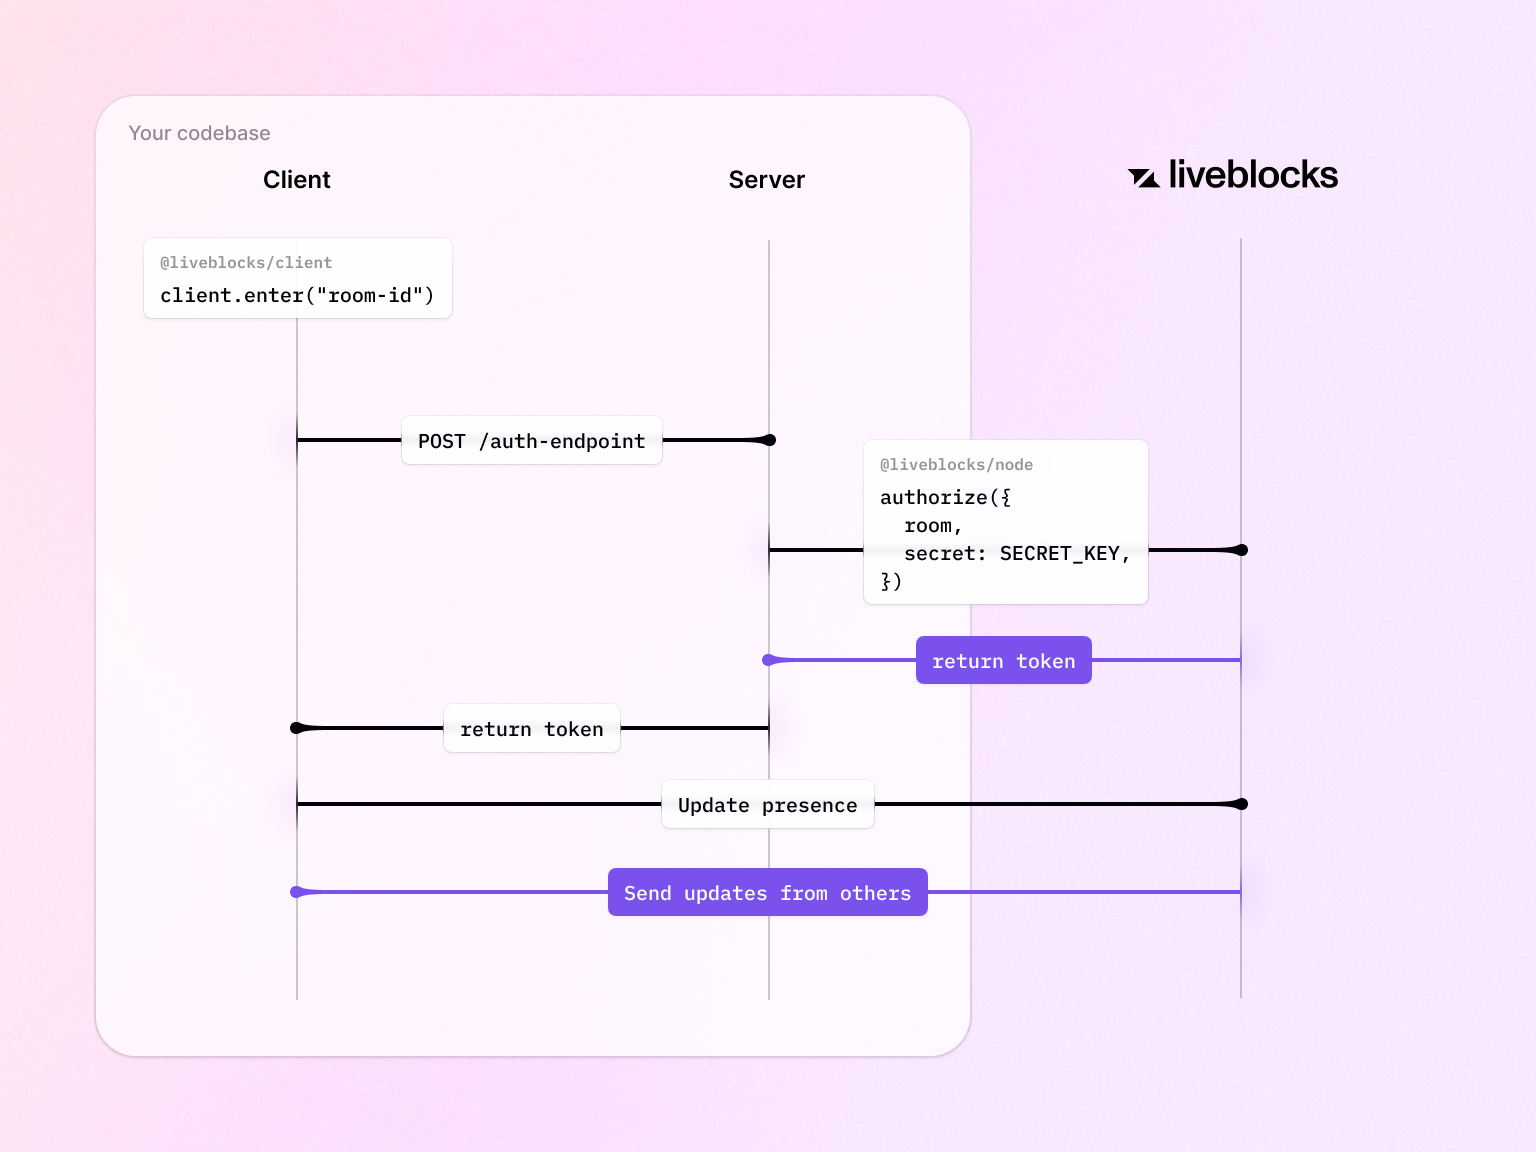 Your codebase
Client
Server
liveblocks
@liveblocks/client
client.enter("room-id")
POST /auth-endpoint
@liveblocks/node
authorize({
  room,
  secret: SECRET_KEY,
})
return token
return token
Update presence
Send updates from others